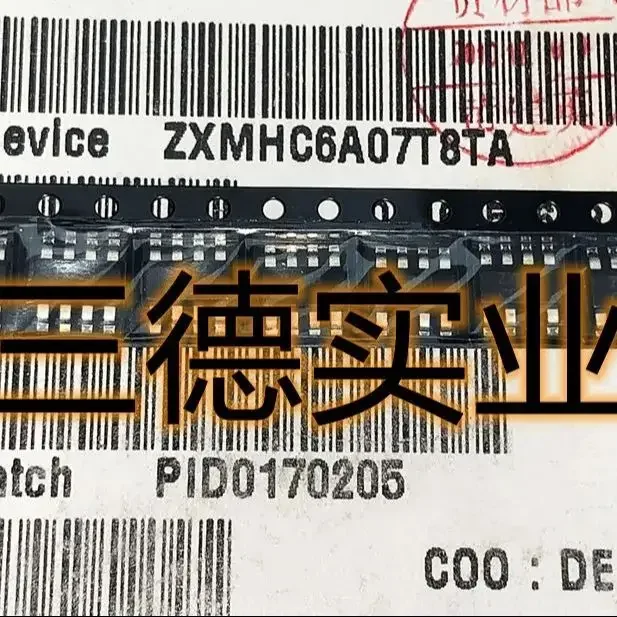 evice ZXMHC6A07T8TA
三德实业
atch PID0170205
COO : DE